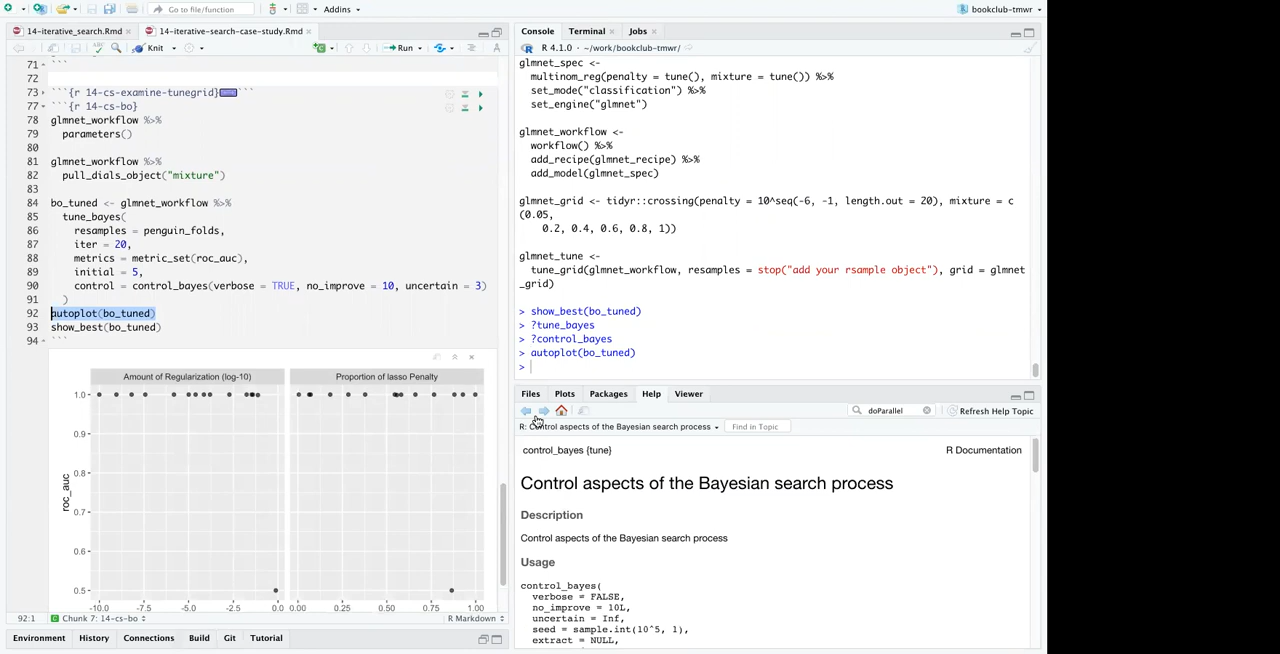 Go to file/function
Addins
bookclub-tmwr
14-iterative_search.Rmd
14-iterative-search-case-study.Rmd
Knit
Run
71 ```
72
73 ```{r 14-cs-examine-tunegrid} ```
77 ```{r 14-cs-bo}
78 glmnet_workflow %>%
79 parameters()
80
81 glmnet_workflow %>%
82 pull_dials_object("mixture")
83
84 bo_tuned <- glmnet_workflow %>%
85 tune_bayes(
86 resamples = penguin_folds,
87 iter = 20,
88 metrics = metric_set(roc_auc),
89 initial = 5,
90 control = control_bayes(verbose = TRUE, no_improve = 10, uncertain = 3)
91 )
92 autoplot(bo_tuned)
93 show_best(bo_tuned)
94 ```
Amount of Regularization (log-10)
Proportion of lasso Penalty
roc_auc
1.0
0.9
0.8
0.7
0.6
0.5
-10.0 -7.5 -5.0 -2.5 0.0 0.00 0.25 0.50 0.75 1.00
92:1 Chunk 7: 14-cs-bo R Markdown
Environment History Connections Build Git Tutorial
Console Terminal Jobs
R 4.1.0 · ~/work/bookclub-tmwr/
glmnet_spec <-
multinom_reg(penalty = tune(), mixture = tune()) %>%
set_mode("classification") %>%
set_engine("glmnet")
glmnet_workflow <-
workflow() %>%
add_recipe(glmnet_recipe) %>%
add_model(glmnet_spec)
glmnet_grid <- tidyr::crossing(penalty = 10^seq(-6, -1, length.out = 20), mixture = c
(0.05,
0.2, 0.4, 0.6, 0.8, 1))
glmnet_tune <-
tune_grid(glmnet_workflow, resamples = stop("add your rsample object"), grid = glmnet
_grid)
> show_best(bo_tuned)
> ?tune_bayes
> ?control_bayes
> autoplot(bo_tuned)
>
Files Plots Packages Help Viewer
doParallel
Refresh Help Topic
R: Control aspects of the Bayesian search process
Find in Topic
control_bayes {tune} R Documentation
Control aspects of the Bayesian search process
Description
Control aspects of the Bayesian search process
Usage
control_bayes(
verbose = FALSE,
no_improve = 10L,
uncertain = Inf,
seed = sample.int(10^5, 1),
extract = NULL,